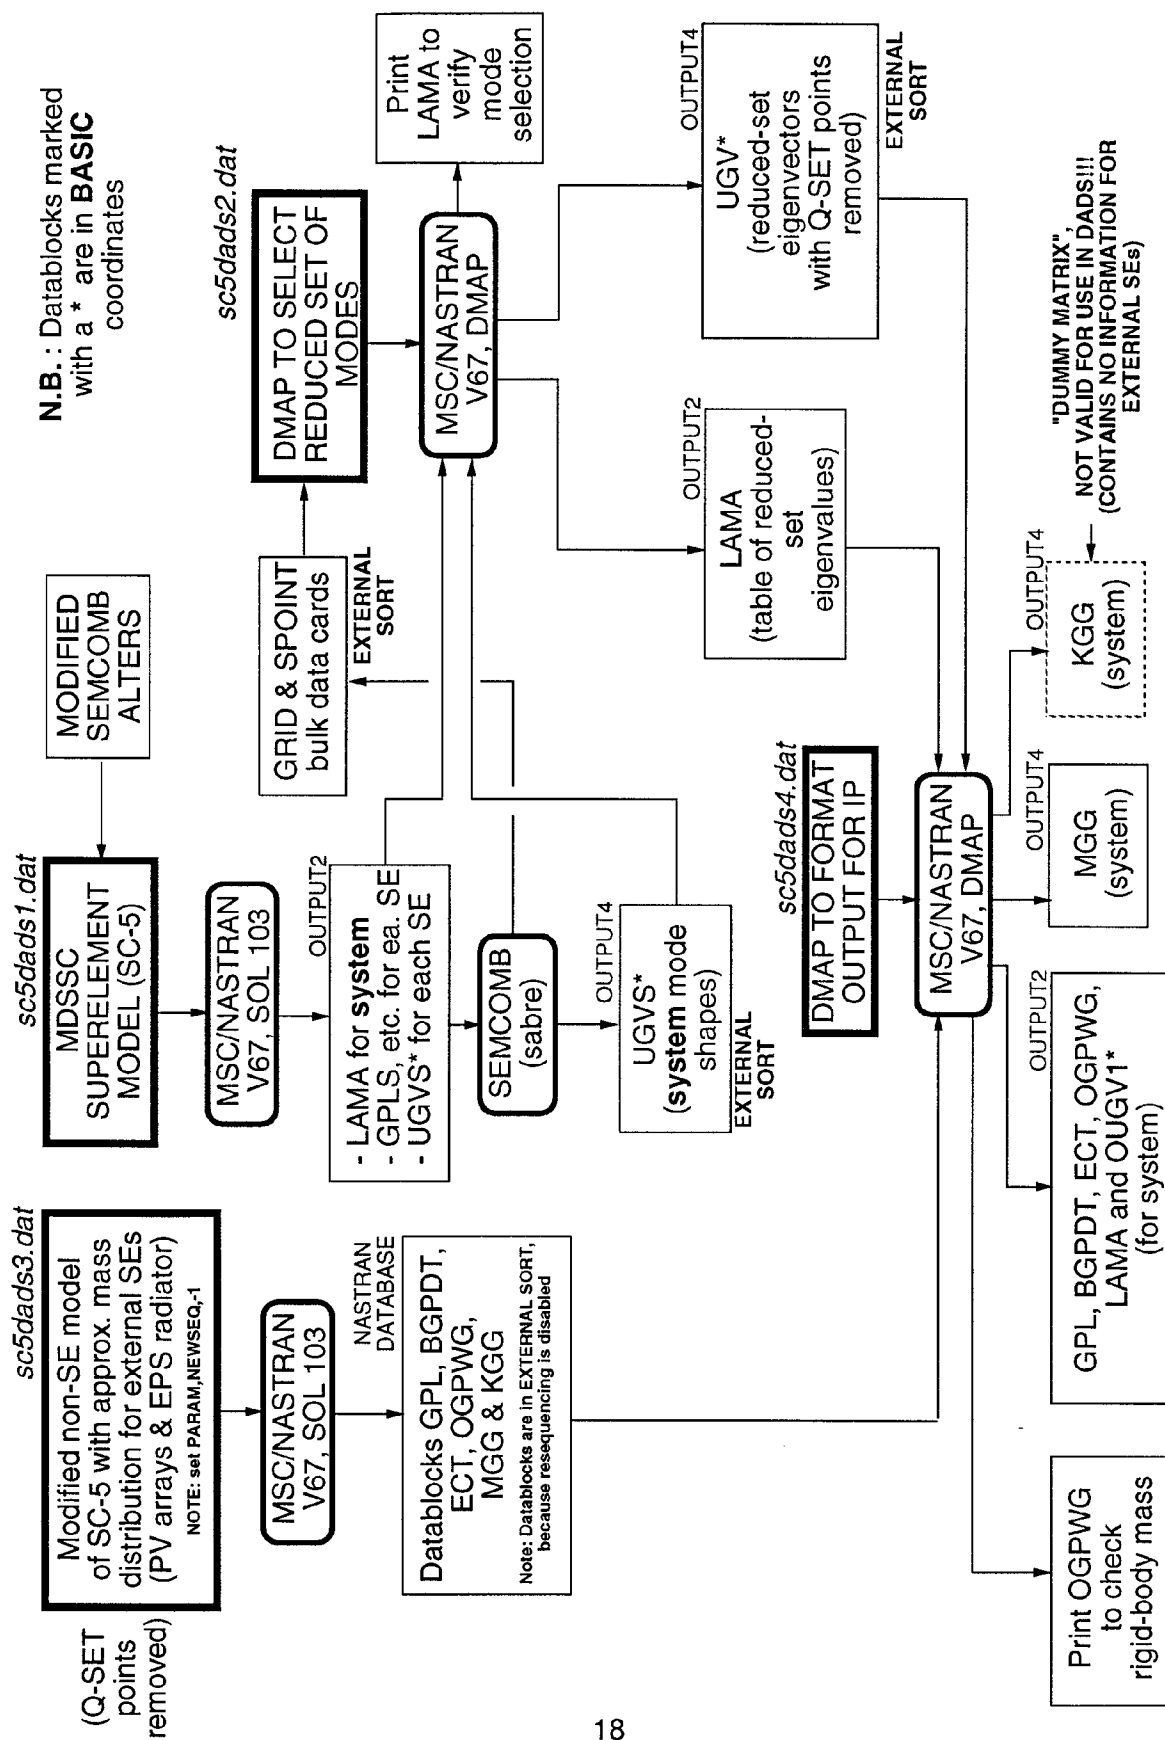 N.B. : Datablocks marked
with a * are in BASIC
coordinates
sc5dads3.dat
(Q-SET
points
removed)
Modified non-SE model
of SC-5 with approx. mass
distribution for external SEs
(PV arrays & EPS radiator)
NOTE: set PARAM,NEWSEQ,-1
MSC/NASTRAN
V67, SOL 103
NASTRAN
DATABASE
Datablocks GPL, BGPDT,
ECT, OGPWG,
MGG & KGG
Note: Datablocks are in EXTERNAL SORT,
because resequencing is disabled
sc5dads1.dat
MDSSC
SUPERELEMENT
MODEL (SC-5)
MODIFIED
SEMCOMB
ALTERS
MSC/NASTRAN
V67, SOL 103
OUTPUT2
- LAMA for system
- GPLS, etc. for ea. SE
- UGVS* for each SE
SEMCOMB
(sabre)
OUTPUT4
UGVS*
(system mode
shapes)
EXTERNAL
SORT
GRID & SPOINT
bulk data cards
EXTERNAL
SORT
sc5dads2.dat
DMAP TO SELECT
REDUCED SET OF
MODES
MSC/NASTRAN
V67, DMAP
Print
LAMA to
verify
mode
selection
OUTPUT2
LAMA
(table of reduced-
set
eigenvalues)
OUTPUT4
UGV*
(reduced-set
eigenvectors
with Q-SET points
removed)
EXTERNAL
SORT
sc5dads4.dat
DMAP TO FORMAT
OUTPUT FOR IP
MSC/NASTRAN
V67, DMAP
Print OGPWG
to check
rigid-body mass
OUTPUT2
GPL, BGPDT, ECT, OGPWG,
LAMA and OUGV1*
(for system)
OUTPUT4
MGG
(system)
OUTPUT4
KGG
(system)
"DUMMY MATRIX",
NOT VALID FOR USE IN DADS!!!
(CONTAINS NO INFORMATION FOR
EXTERNAL SEs)
18